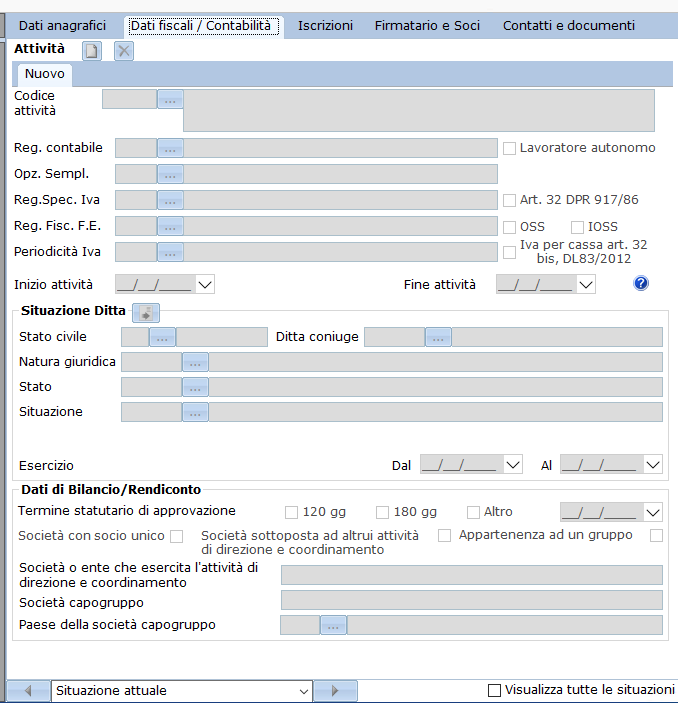 Dati anagrafici Dati fiscali / Contabilità Iscrizioni Firmatario e Soci Contatti e documenti
Attività
Nuovo
Codice
attività ...
Reg. contabile ... Lavoratore autonomo
Opz. Sempl.
Reg.Spec. Iva ... Art. 32 DPR 917/86
Reg. Fisc. F.E. ... OSS IOSS
Periodicità Iva ... Iva per cassa art. 32
bis, DL83/2012
Inizio attività __/__/____ Fine attività __/__/____ ?
Situazione Ditta
Stato civile ... Ditta coniuge ...
Natura giuridica ...
Stato ...
Situazione ...
Esercizio Dal __/__/____ Al __/__/____
Dati di Bilancio/Rendiconto
Termine statutario di approvazione 120 gg 180 gg Altro __/__/____
Società con socio unico Società sottoposta ad altrui attività
di direzione e coordinamento Appartenenza ad un gruppo
Società o ente che esercita l'attività di
direzione e coordinamento
Società capogruppo
Paese della società capogruppo ...
Situazione attuale Visualizza tutte le situazioni